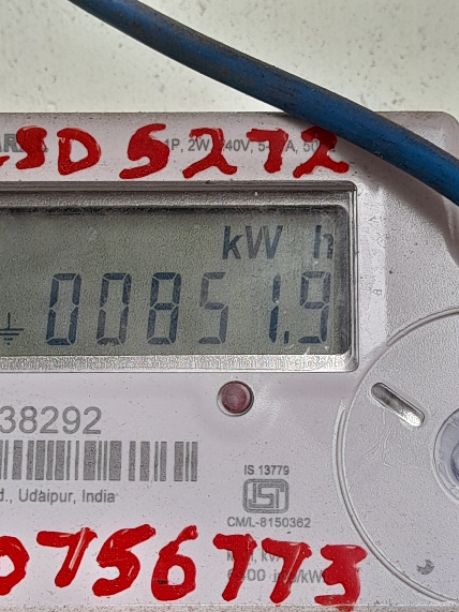 SD 5272
kW h
00851.9
38292
d., Udaipur, India
IS 13779
CM/L-8150362
0756773